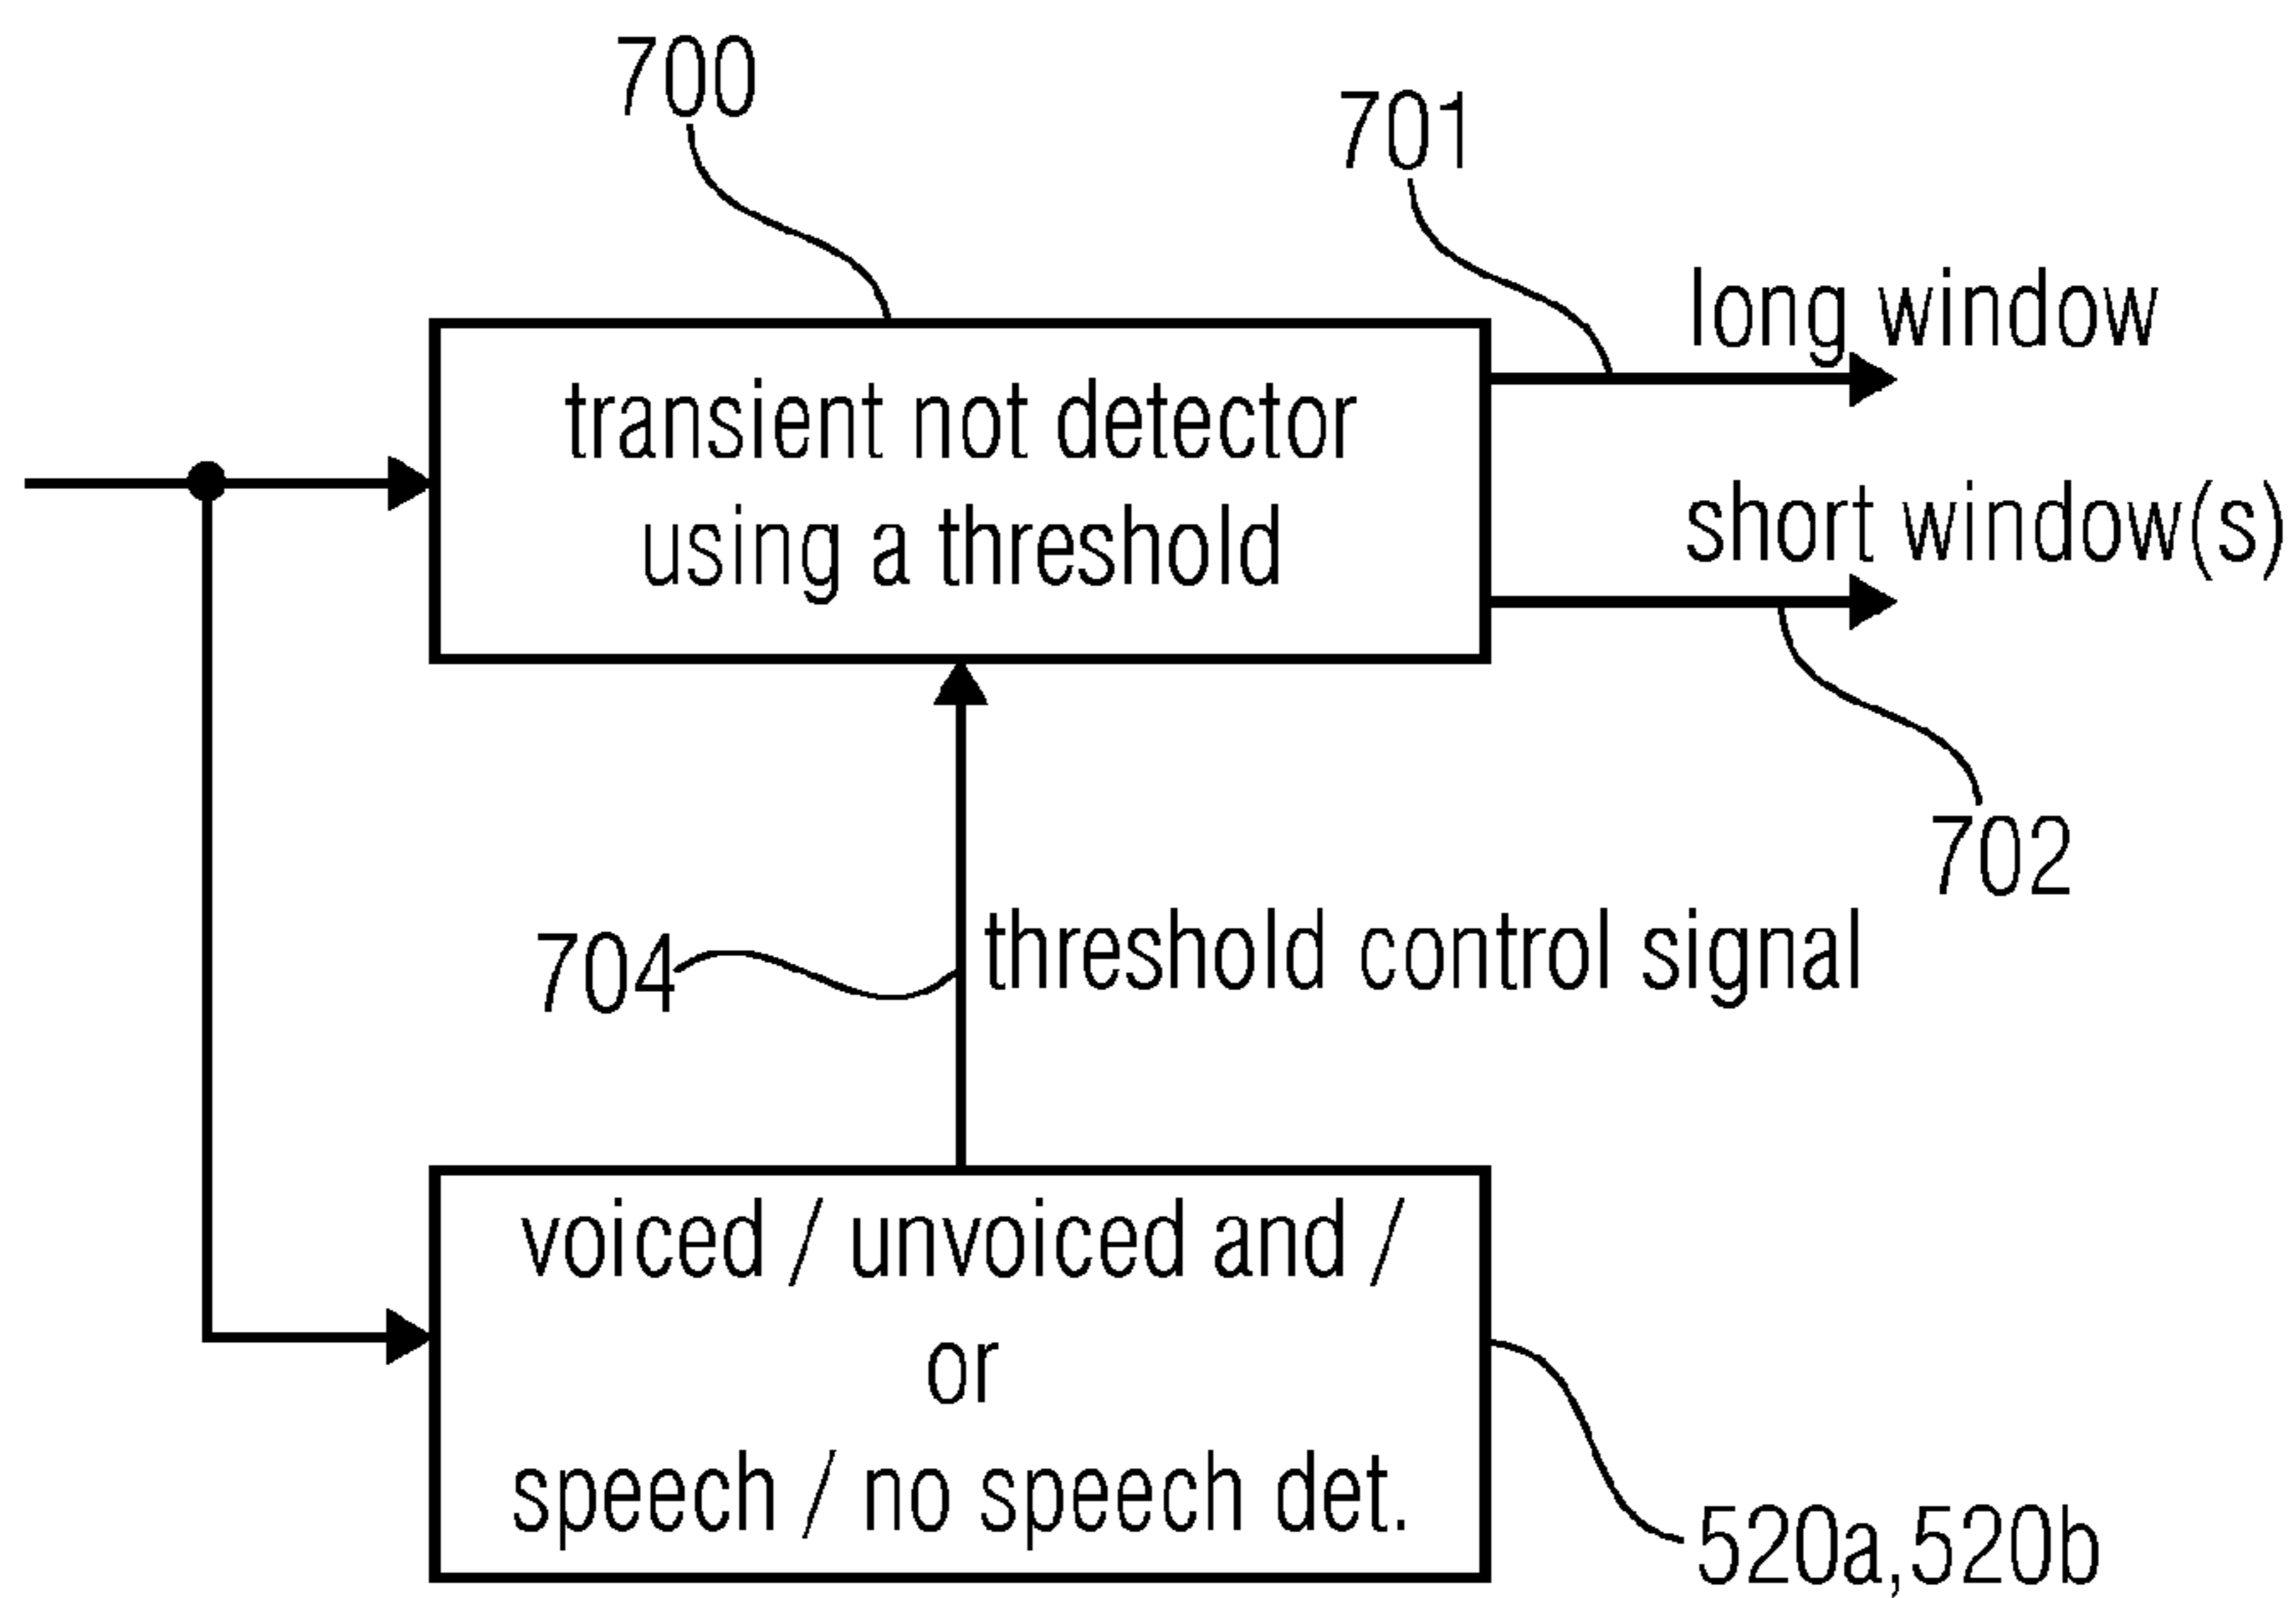 700
701
long window
transient not detector
using a threshold
short window(s)
702
704
threshold control signal
voiced / unvoiced and /
or
speech / no speech det.
520a,520b